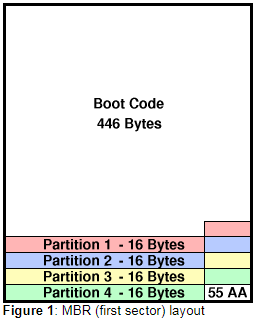 Boot Code
446 Bytes
Partition 1 - 16 Bytes
Partition 2 - 16 Bytes
Partition 3 - 16 Bytes
Partition 4 - 16 Bytes 55 AA
Figure 1: MBR (first sector) layout